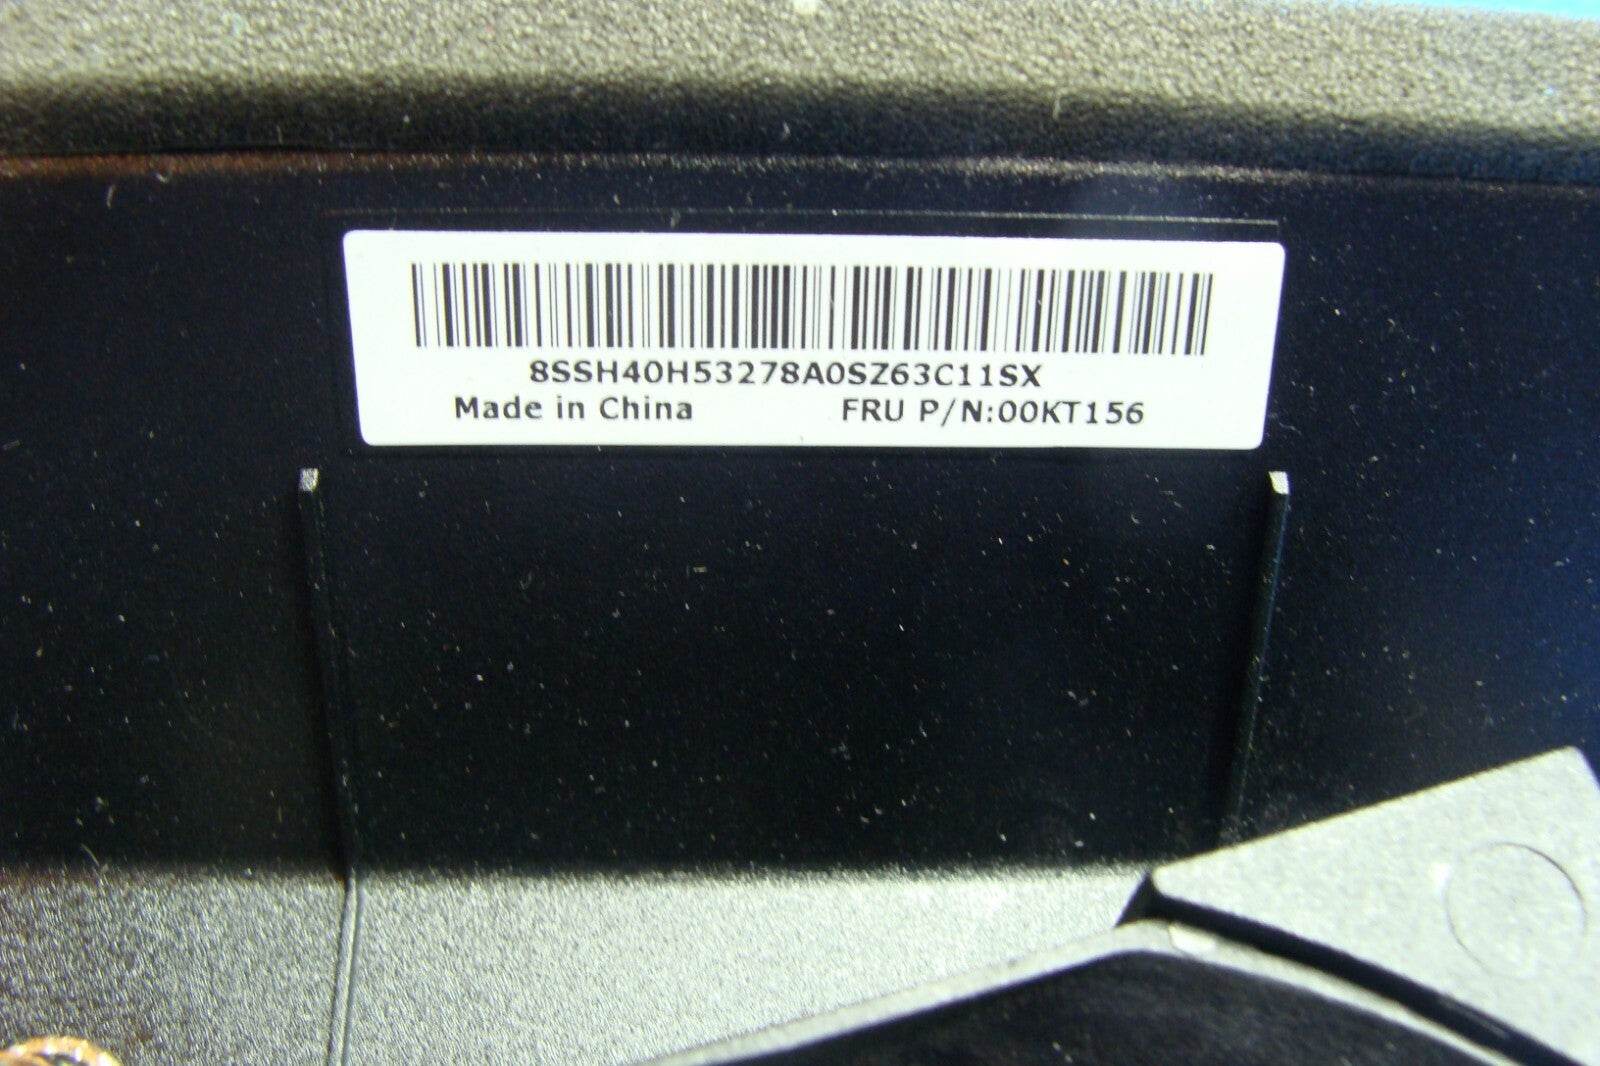 8SSH40H53278A0SZ63C11SX
Made in China FRU P/N:00KT156